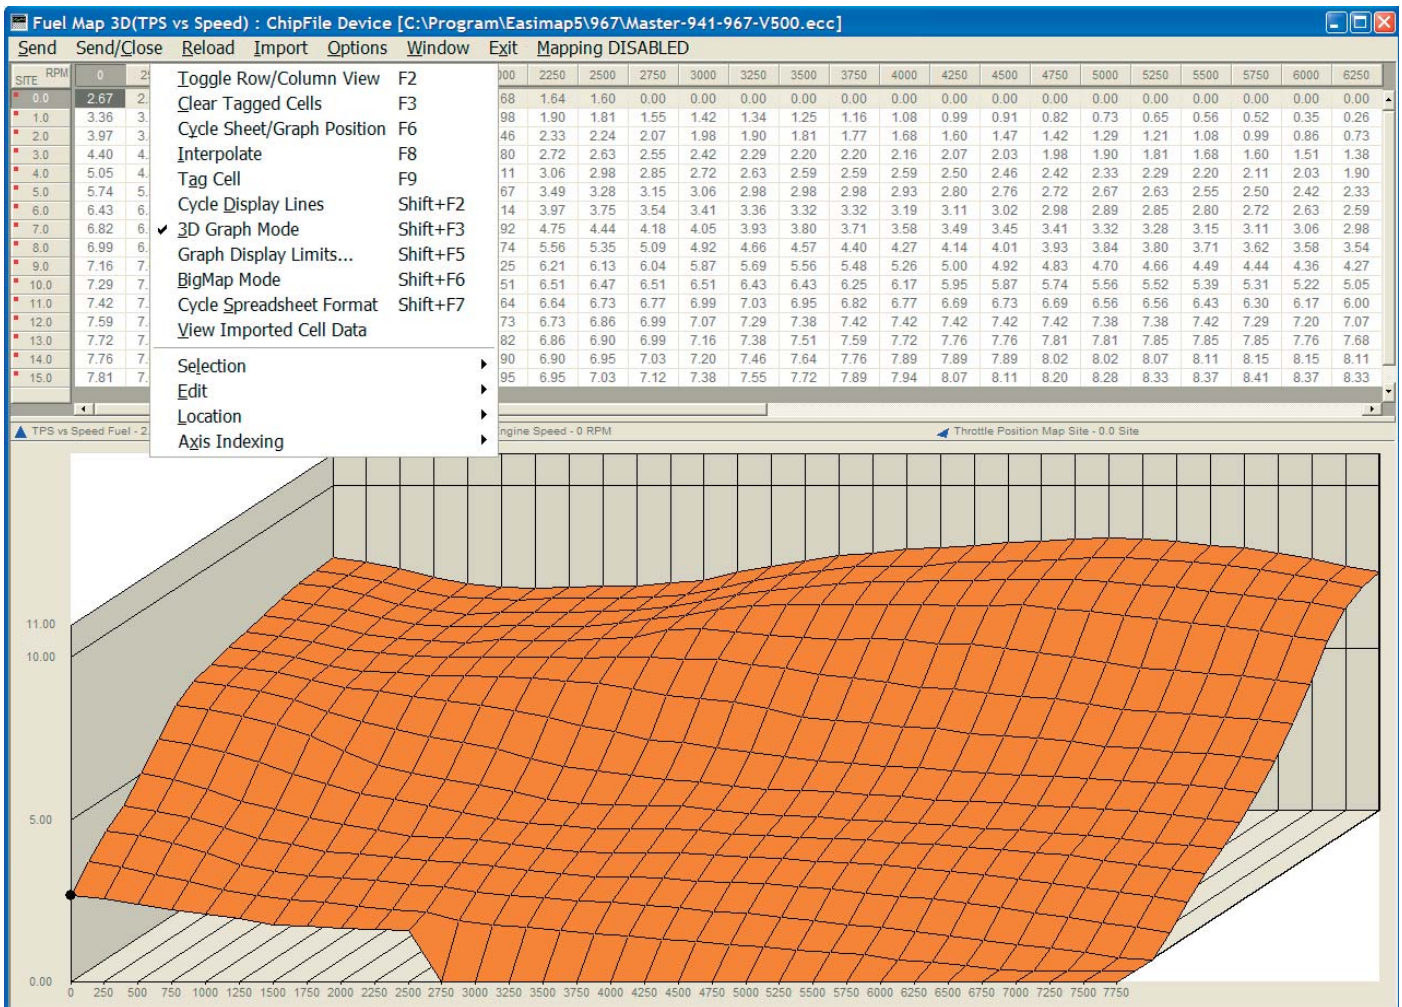 Fuel Map 3D(TPS vs Speed) : ChipFile Device [C:\Program\Easimap5\967\Master-941-967-V500.ecc]
Send Send/Close Reload Import Options Window Exit Mapping DISABLED
SITE RPM 0 2250 2500 2750 3000 3250 3500 3750 4000 4250 4500 4750 5000 5250 5500 5750 6000 6250
0.0 2.67 2. 68 1.64 1.60 0.00 0.00 0.00 0.00 0.00 0.00 0.00 0.00 0.00 0.00 0.00 0.00 0.00 0.00 0.00
1.0 3.36 3. 98 1.90 1.81 1.55 1.42 1.34 1.25 1.16 1.08 0.99 0.91 0.82 0.73 0.65 0.56 0.52 0.35 0.26
2.0 3.97 3. 46 2.33 2.24 2.07 1.98 1.90 1.81 1.77 1.68 1.60 1.47 1.42 1.29 1.21 1.08 0.99 0.86 0.73
3.0 4.40 4. 80 2.72 2.63 2.55 2.42 2.29 2.20 2.20 2.16 2.07 2.03 1.98 1.90 1.81 1.68 1.60 1.51 1.38
4.0 5.05 4. 11 3.06 2.98 2.85 2.72 2.63 2.59 2.59 2.59 2.50 2.46 2.42 2.33 2.29 2.20 2.11 2.03 1.90
5.0 5.74 5. 67 3.49 3.28 3.15 3.06 2.98 2.98 2.98 2.93 2.80 2.76 2.72 2.67 2.63 2.55 2.50 2.42 2.33
6.0 6.43 6. 14 3.97 3.75 3.54 3.41 3.36 3.32 3.32 3.19 3.11 3.02 2.98 2.89 2.85 2.80 2.72 2.63 2.59
7.0 6.82 6. 92 4.75 4.44 4.18 4.05 3.93 3.80 3.71 3.58 3.49 3.45 3.41 3.32 3.28 3.15 3.11 3.06 2.98
8.0 6.99 6. 74 5.56 5.35 5.09 4.92 4.66 4.57 4.40 4.27 4.14 4.01 3.93 3.84 3.80 3.71 3.62 3.58 3.54
9.0 7.16 7. 25 6.21 6.13 6.04 5.87 5.69 5.56 5.48 5.26 5.00 4.92 4.83 4.70 4.66 4.49 4.44 4.36 4.27
10.0 7.29 7. 51 6.51 6.47 6.51 6.51 6.43 6.43 6.25 6.17 5.95 5.87 5.74 5.56 5.52 5.39 5.31 5.22 5.05
11.0 7.42 7. 64 6.64 6.73 6.77 6.99 7.03 6.95 6.82 6.77 6.69 6.73 6.69 6.56 6.56 6.43 6.30 6.17 6.00
12.0 7.59 7. 73 6.73 6.86 6.99 7.07 7.29 7.38 7.42 7.42 7.42 7.42 7.42 7.38 7.38 7.42 7.29 7.20 7.07
13.0 7.72 7. 82 6.86 6.90 6.99 7.16 7.38 7.51 7.59 7.72 7.76 7.76 7.81 7.81 7.85 7.85 7.85 7.76 7.68
14.0 7.76 7. 90 6.90 6.95 7.03 7.20 7.46 7.64 7.76 7.89 7.89 7.89 8.02 8.02 8.07 8.11 8.15 8.15 8.11
15.0 7.81 7. 95 6.95 7.03 7.12 7.38 7.55 7.72 7.89 7.94 8.07 8.11 8.20 8.28 8.33 8.37 8.41 8.37 8.33
Toggle Row/Column View F2
Clear Tagged Cells F3
Cycle Sheet/Graph Position F6
Interpolate F8
Tag Cell F9
Cycle Display Lines Shift+F2
3D Graph Mode Shift+F3
Graph Display Limits... Shift+F5
BigMap Mode Shift+F6
Cycle Spreadsheet Format Shift+F7
View Imported Cell Data
Selection
Edit
Location
Axis Indexing
TPS vs Speed Fuel - 2. ngine Speed - 0 RPM Throttle Position Map Site - 0.0 Site
11.00
10.00
5.00
0.00
0 250 500 750 1000 1250 1500 1750 2000 2250 2500 2750 3000 3250 3500 3750 4000 4250 4500 4750 5000 5250 5500 5750 6000 6250 6500 6750 7000 7250 7500 7750